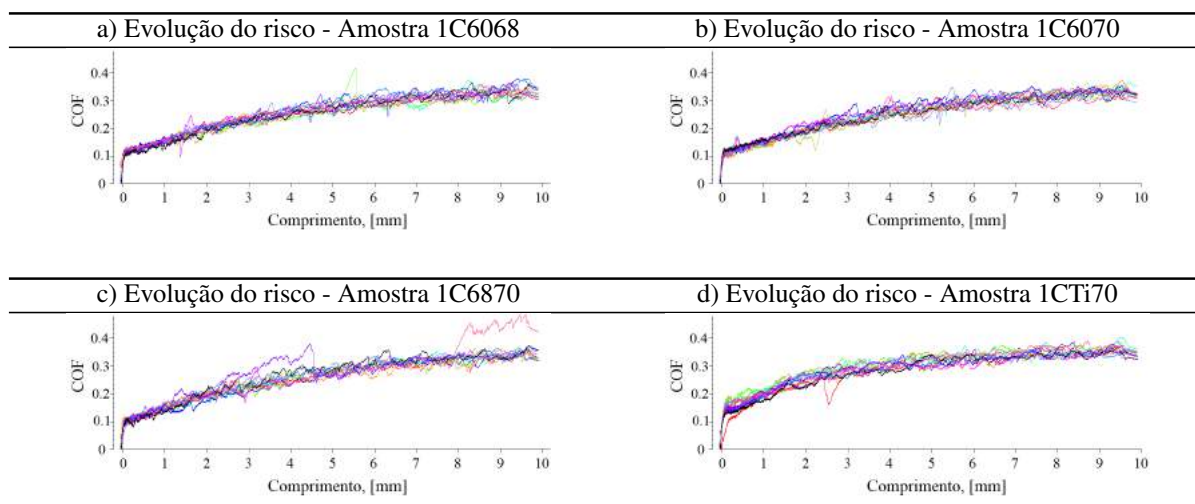 a) Evolução do risco - Amostra 1C6068
COF
0.4
0.3
0.2
0.1
0
0 1 2 3 4 5 6 7 8 9 10
Comprimento, [mm]
b) Evolução do risco - Amostra 1C6070
COF
0.4
0.3
0.2
0.1
0
0 1 2 3 4 5 6 7 8 9 10
Comprimento, [mm]
c) Evolução do risco - Amostra 1C6870
COF
0.4
0.3
0.2
0.1
0
0 1 2 3 4 5 6 7 8 9 10
Comprimento, [mm]
d) Evolução do risco - Amostra 1CTi70
COF
0.4
0.3
0.2
0.1
0
0 1 2 3 4 5 6 7 8 9 10
Comprimento, [mm]